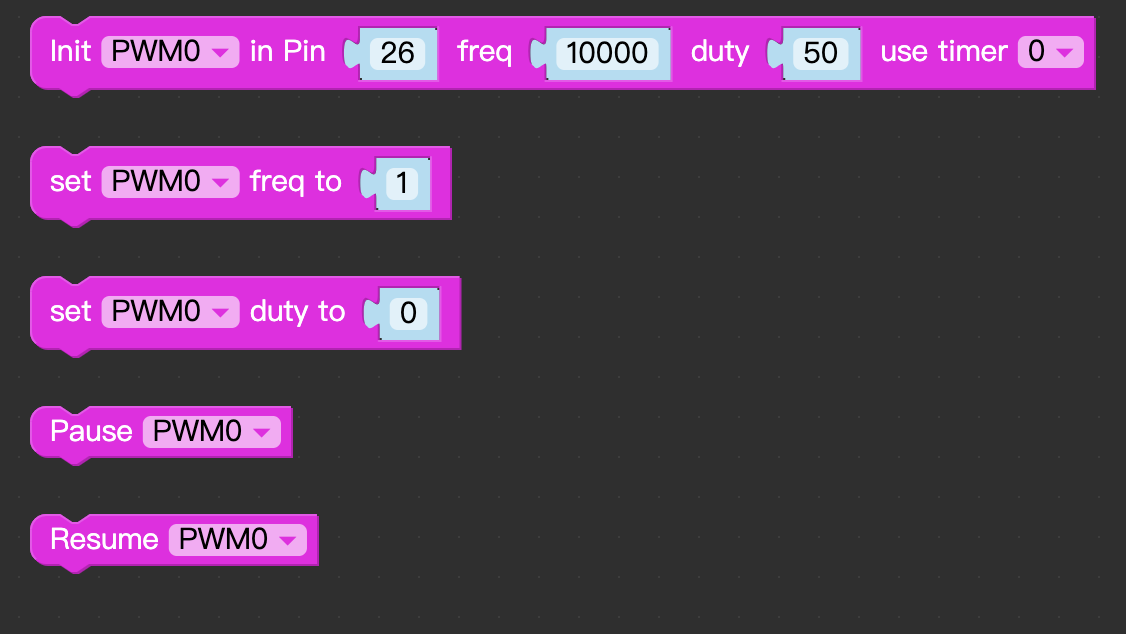 Init PWM0 in Pin 26 freq 10000 duty 50 use timer 0
set PWM0 freq to 1
set PWM0 duty to 0
Pause PWM0
Resume PWM0